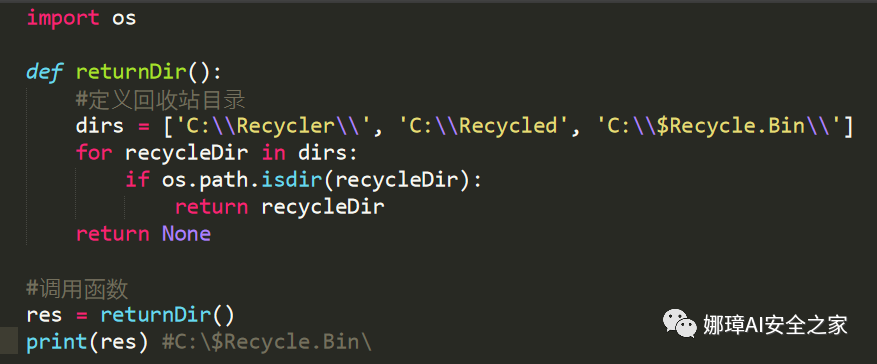 import os
def returnDir():
    #定义回收站目录
    dirs = ['C:\\Recycler\\', 'C:\\Recycled', 'C:\\$Recycle.Bin\\']
    for recycleDir in dirs:
        if os.path.isdir(recycleDir):
            return recycleDir
    return None
#调用函数
res = returnDir()
print(res) #C:\$Recycle.Bin\
娜璋AI安全之家